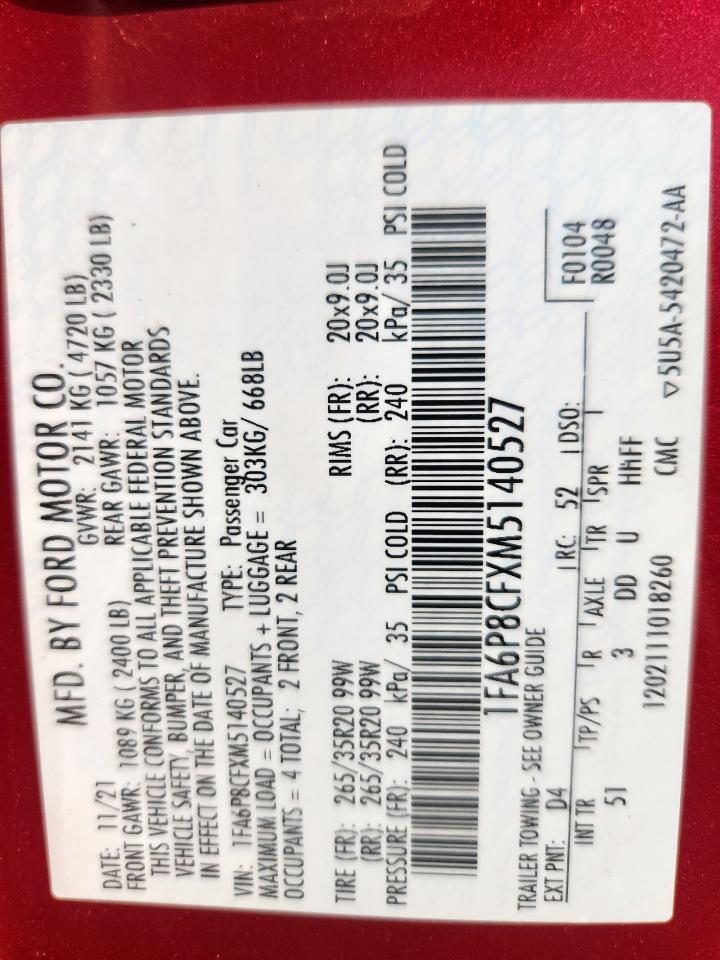 MFD. BY FORD MOTOR CO.
DATE: 11/21 GVWR: 2141 KG ( 4720 LB)
FRONT GAWR: 1089 KG ( 2400 LB) REAR GAWR: 1057 KG ( 2330 LB)
THIS VEHICLE CONFORMS TO ALL APPLICABLE FEDERAL MOTOR
VEHICLE SAFETY, BUMPER, AND THEFT PREVENTION STANDARDS
IN EFFECT ON THE DATE OF MANUFACTURE SHOWN ABOVE.
VIN: 1FA6P8CFXM5140527 TYPE: Passenger Car
MAXIMUM LOAD = OCCUPANTS + LUGGAGE = 303KG/ 668LB
OCCUPANTS = 4 TOTAL; 2 FRONT, 2 REAR
TIRE (FR): 265/35R20 99W RIMS (FR): 20x9.0J
(RR): 265/35R20 99W (RR): 20x9.0J
PRESSURE (FR): 240 kPa/ 35 PSI COLD (RR): 240 kPa/ 35 PSI COLD
1FA6P8CFXM5140527
TRAILER TOWING - SEE OWNER GUIDE
F0104
R0048
EXT PNT: D4 RC: 52 DSO:
INT TR TP/PS R AXLE TR SPR
51 3 DD U HHFF
1202111018260 CMC ▽5U5A-5420472-AA